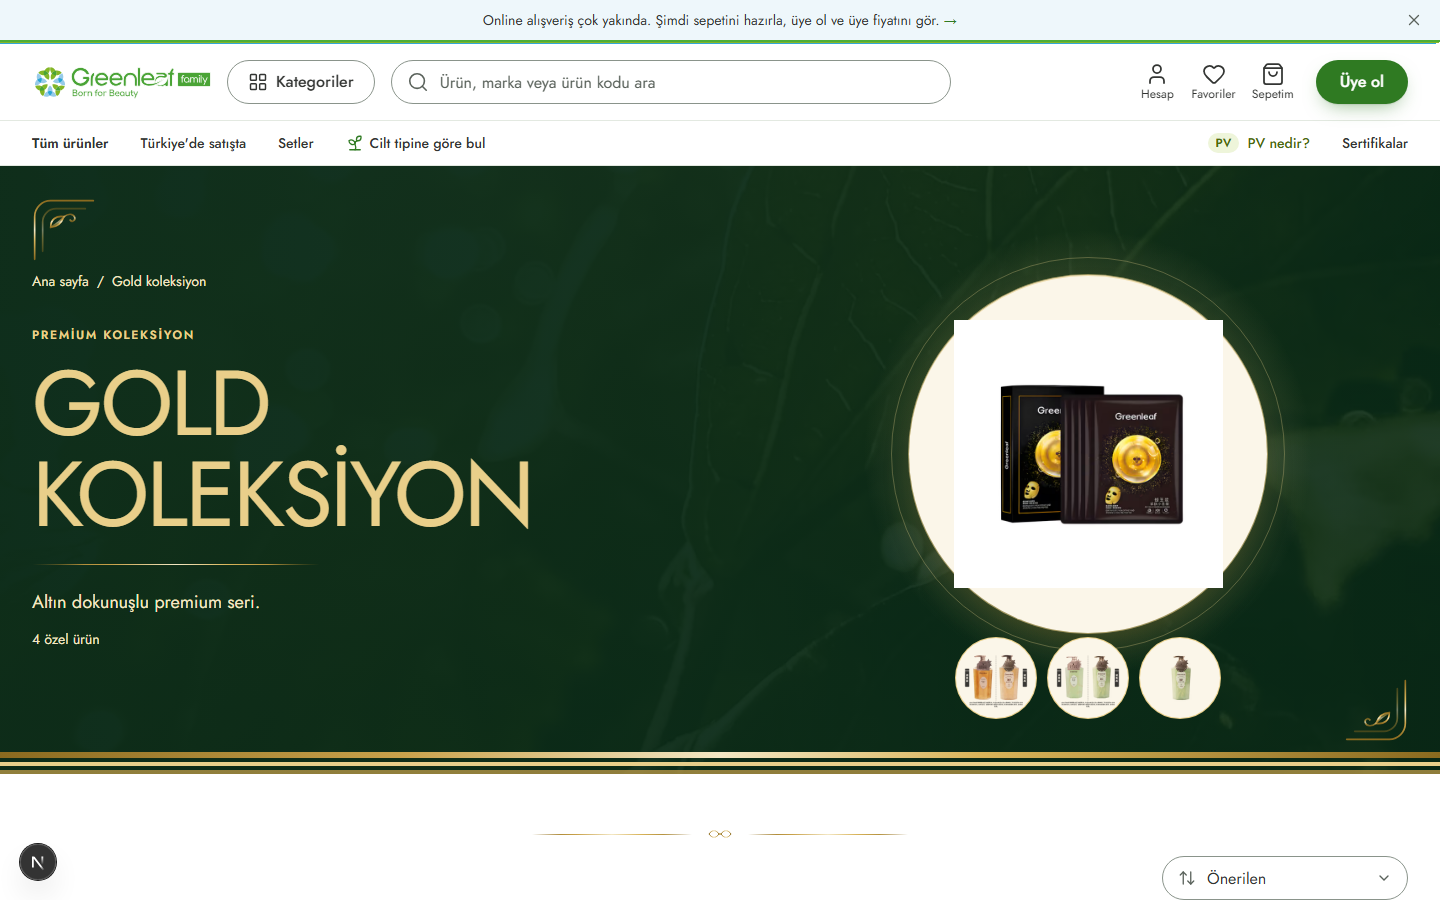 Online alışveriş çok yakında. Şimdi sepetini hazırla, üye ol ve üye fiyatını gör. →
Greenleaf family
Born for Beauty
Kategoriler
Ürün, marka veya ürün kodu ara
Hesap
Favoriler
Sepetim
Üye ol
Tüm ürünler
Türkiye'de satışta
Setler
Cilt tipine göre bul
PV
PV nedir?
Sertifikalar
Ana sayfa / Gold koleksiyon
PREMİUM KOLEKSİYON
GOLD
KOLEKSİYON
Altın dokunuşlu premium seri.
4 özel ürün
Greenleaf
Greenleaf
N
Önerilen